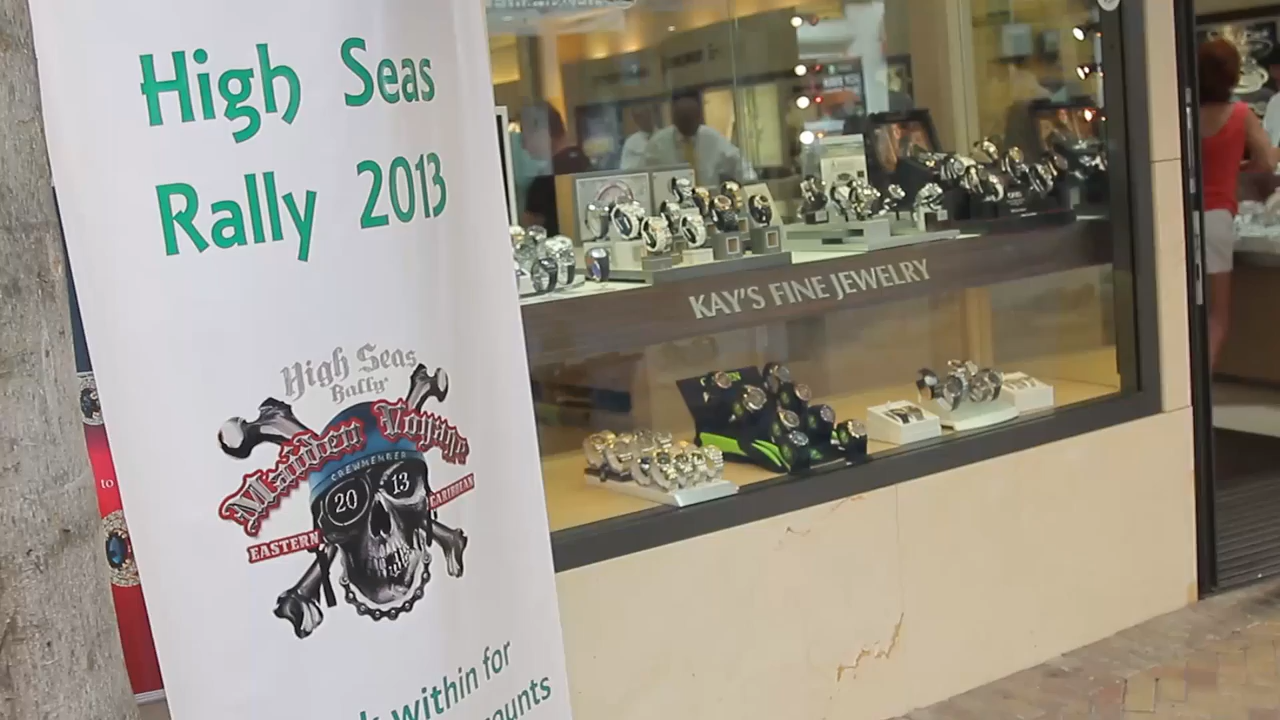 High Seas
Rally 2013
High Seas
Rally
Maiden Voyage
CREWMEMBER
20 13
EASTERN CARIBBEAN
within for
KAY'S FINE JEWELRY
to